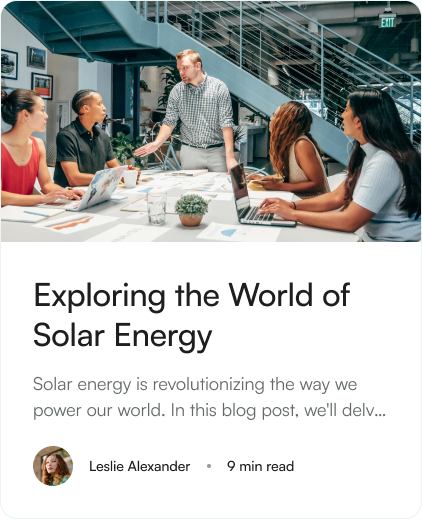 EXIT
Exploring the World of
Solar Energy
Solar energy is revolutionizing the way we
power our world. In this blog post, we'll delv...
Leslie Alexander • 9 min read